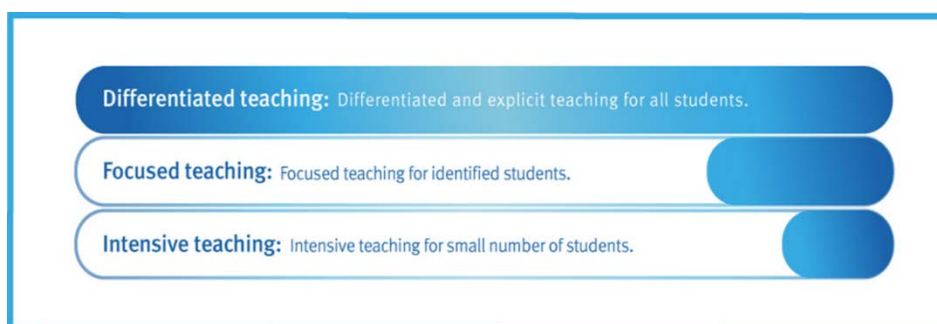 Differentiated teaching: Differentiated and explicit teaching for all students.
Focused teaching: Focused teaching for identified students.
Intensive teaching: Intensive teaching for small number of students.